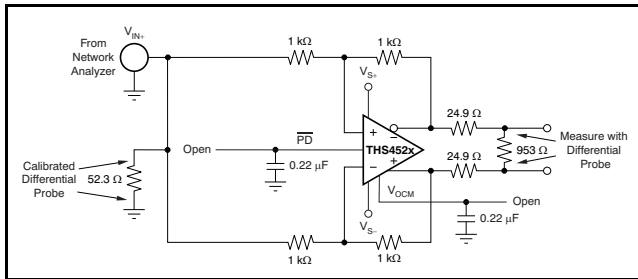 V_IN+
From
Network
Analyzer
1 kΩ
1 kΩ
V_S+
24.9 Ω
Measure with
Differential
Probe
953 Ω
24.9 Ω
PD
Open
0.22 µF
THS452x
+
−
−
+
Calibrated
Differential
Probe
52.3 Ω
V_OCM
Open
0.22 µF
V_S−
1 kΩ
1 kΩ